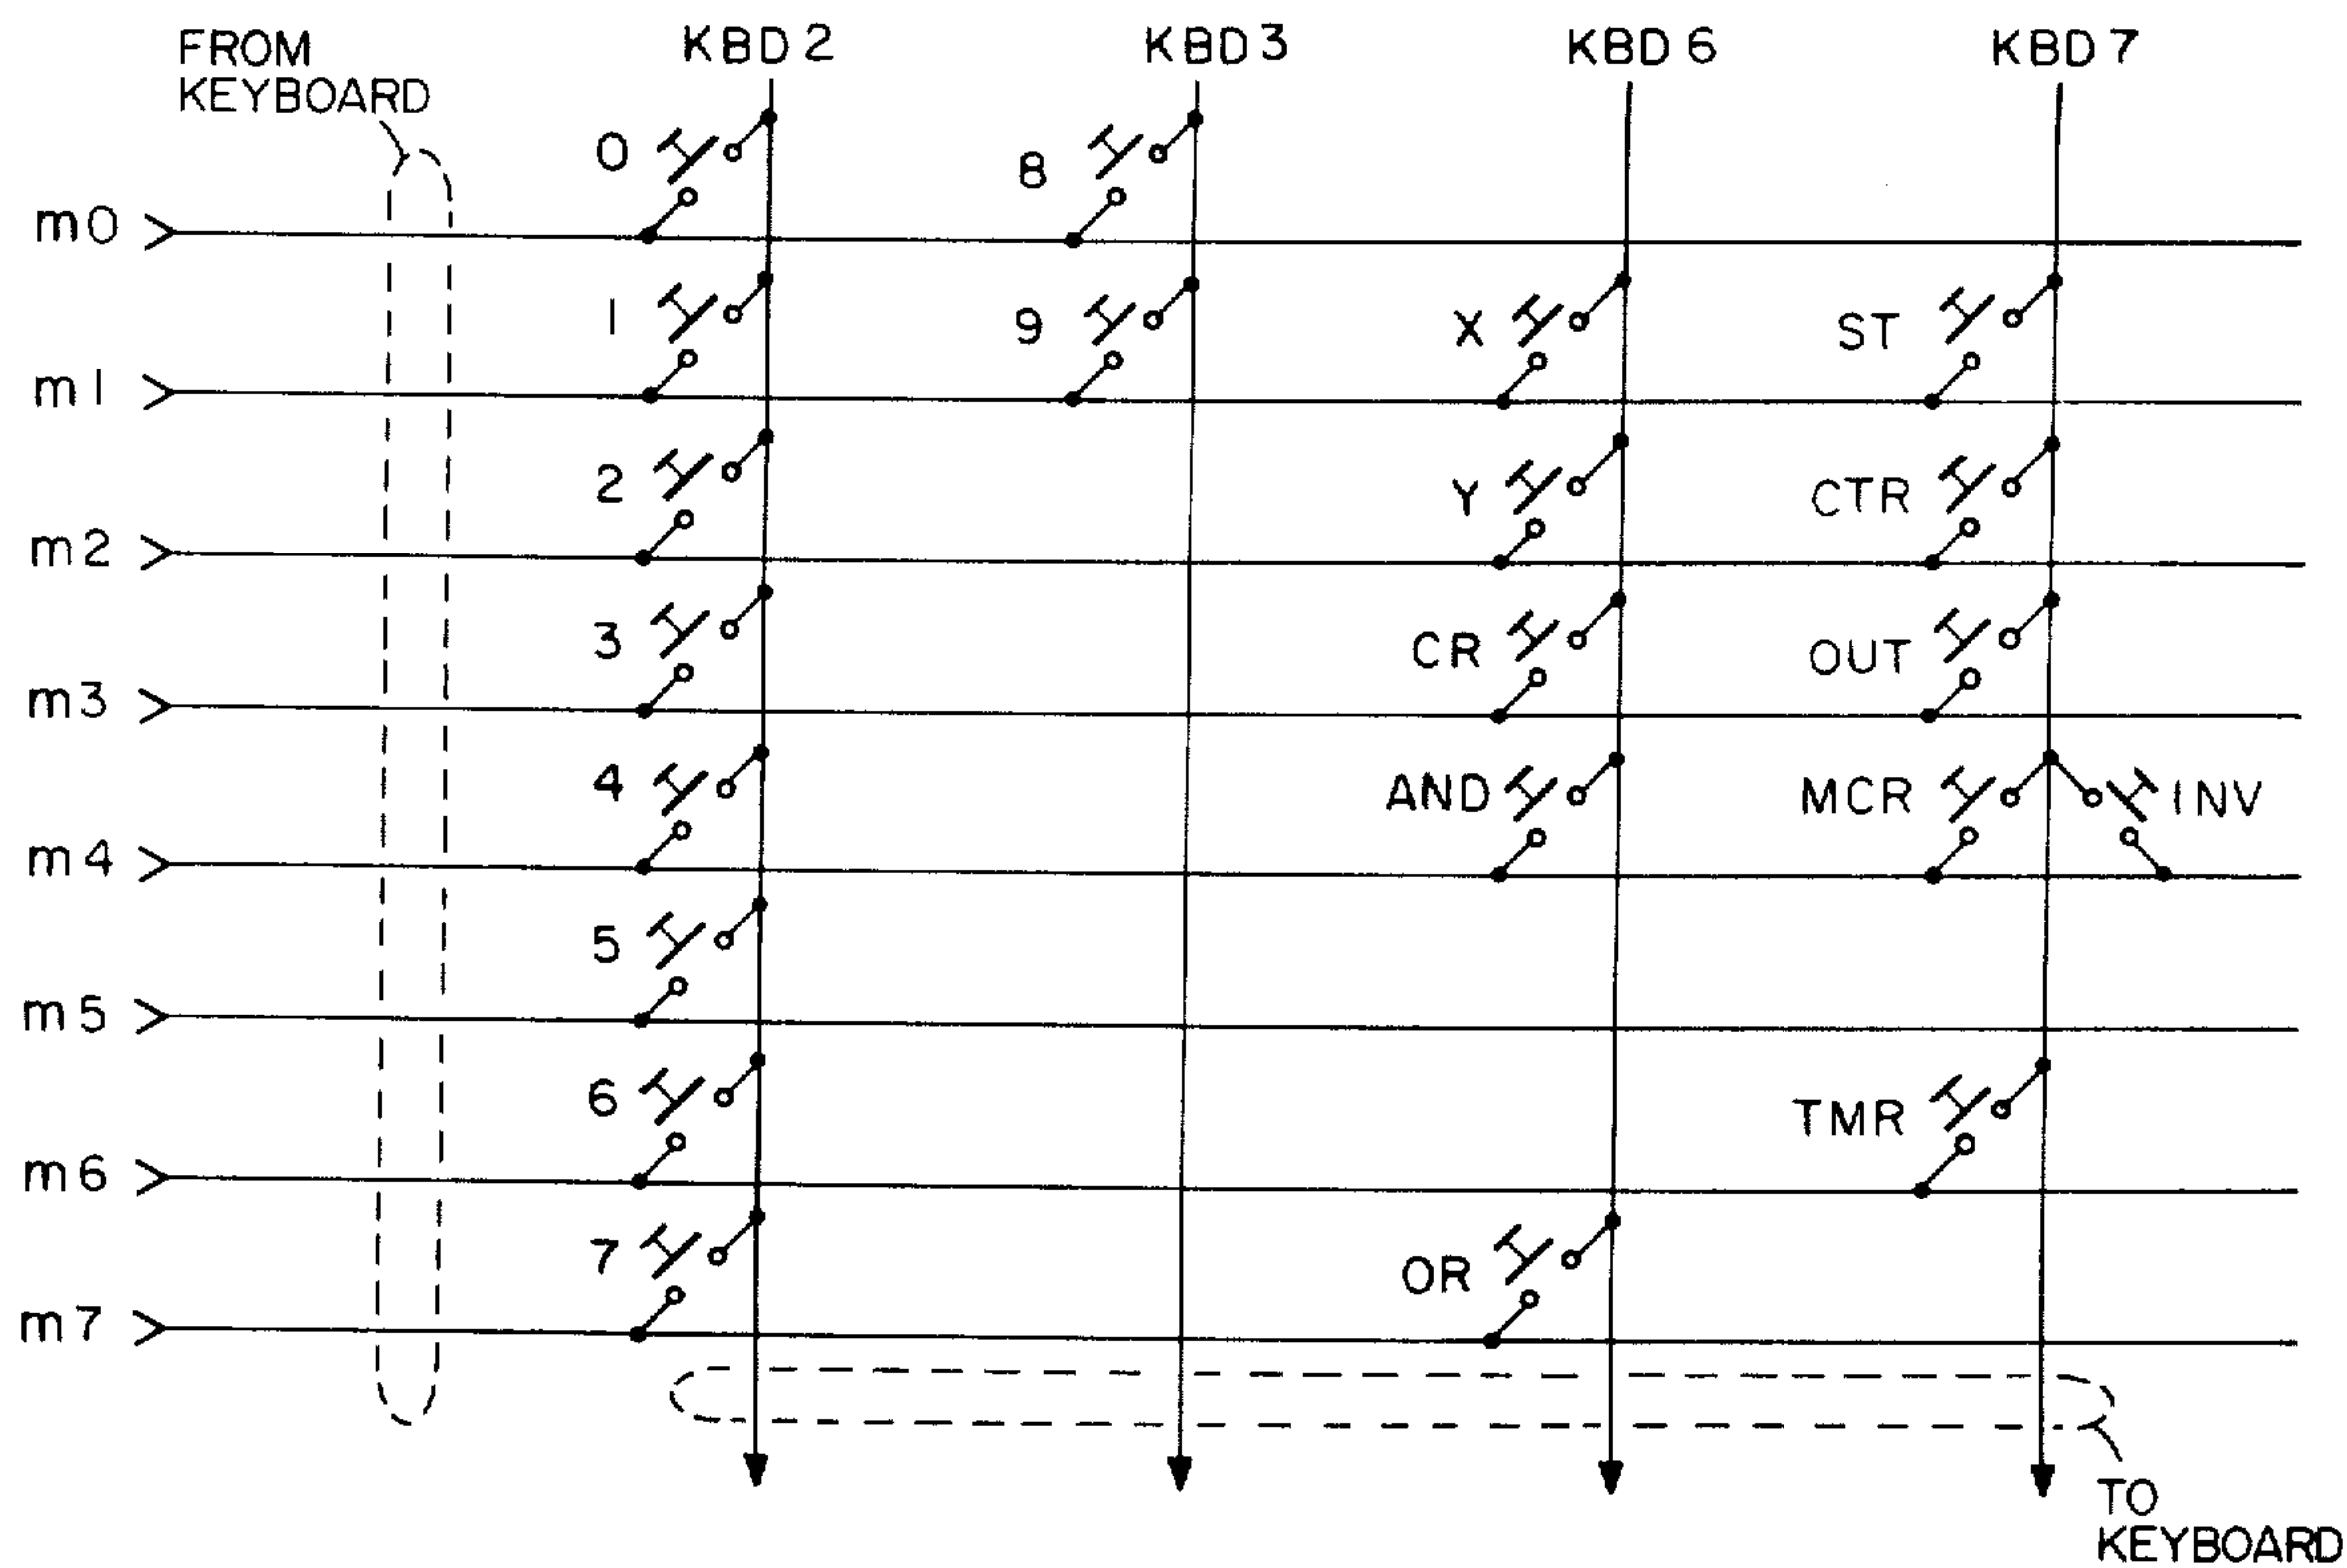 FROM
KEYBOARD
KBD 2
KBD 3
KBD 6
KBD 7
0
8
m0
1
9
X
ST
m1
2
Y
CTR
m2
3
CR
OUT
m3
4
AND
MCR
INV
m4
5
m5
6
TMR
m6
7
OR
m7
TO
KEYBOARD